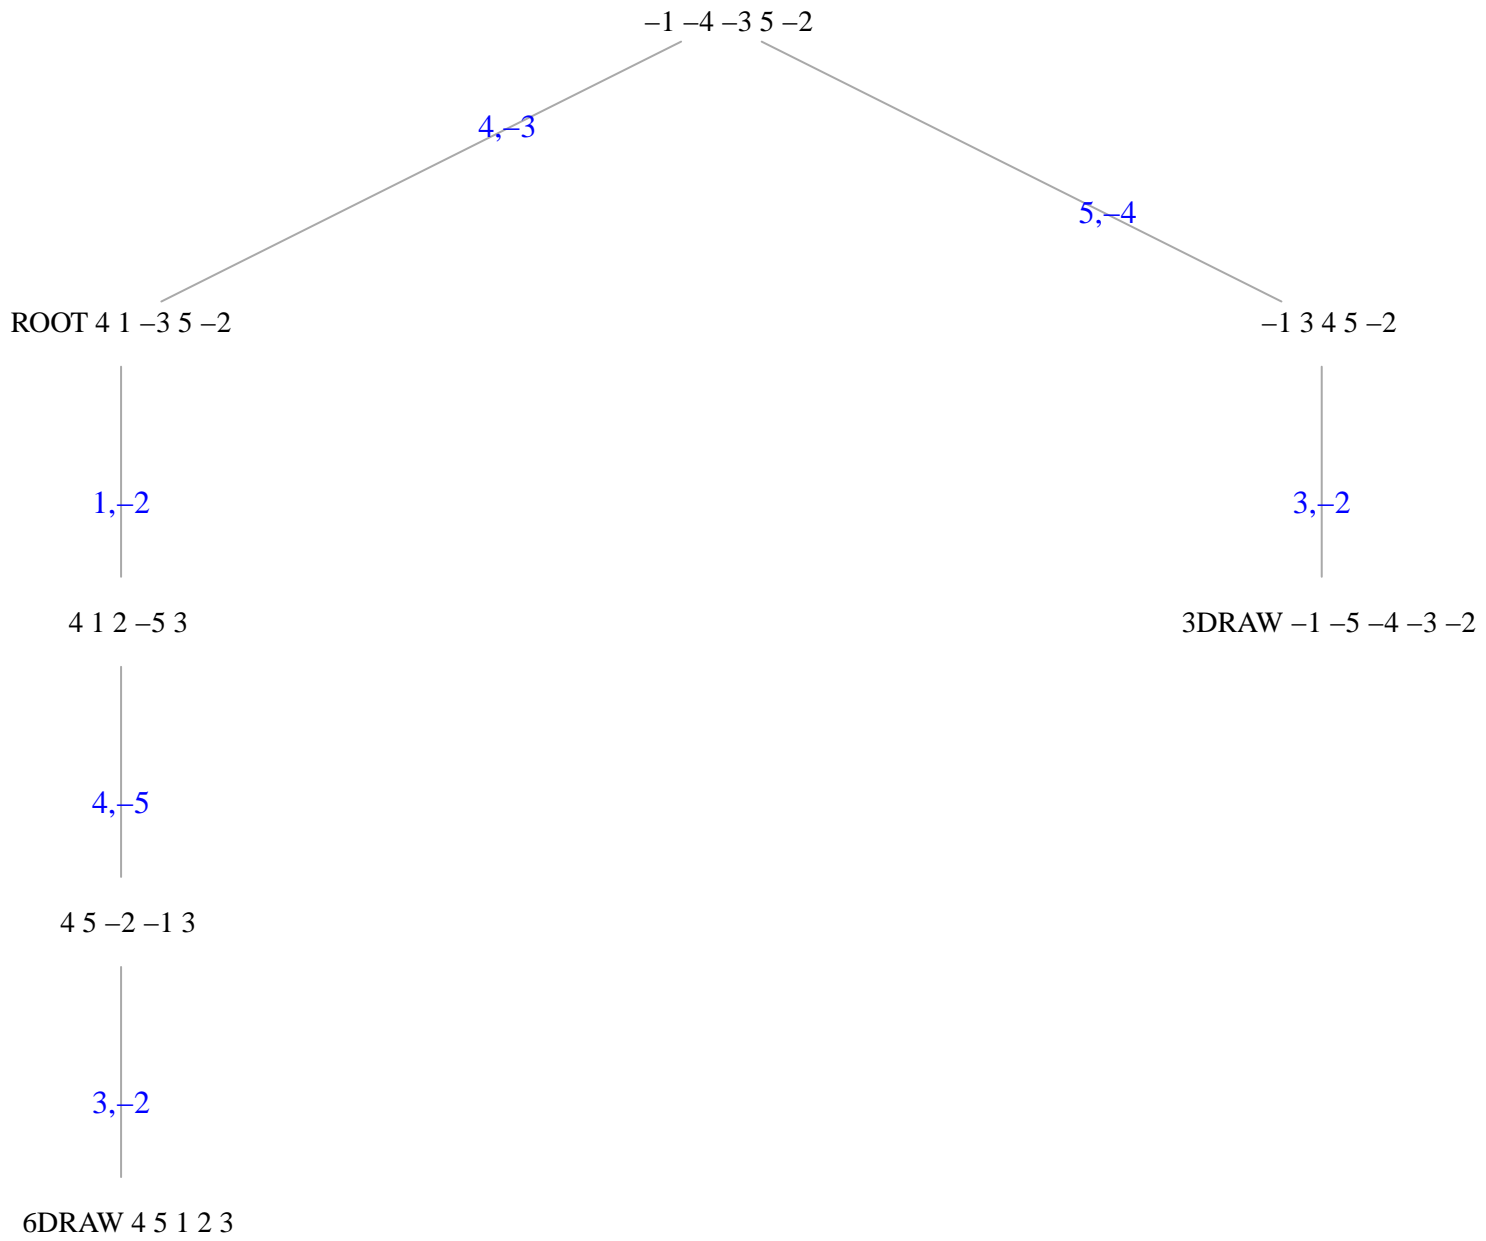 –1 –4 –3 5 –2
4,–3
5,–4
ROOT 4 1 –3 5 –2
–1 3 4 5 –2
1,–2
3,–2
4 1 2 –5 3
3DRAW –1 –5 –4 –3 –2
4,–5
4 5 –2 –1 3
3,–2
6DRAW 4 5 1 2 3